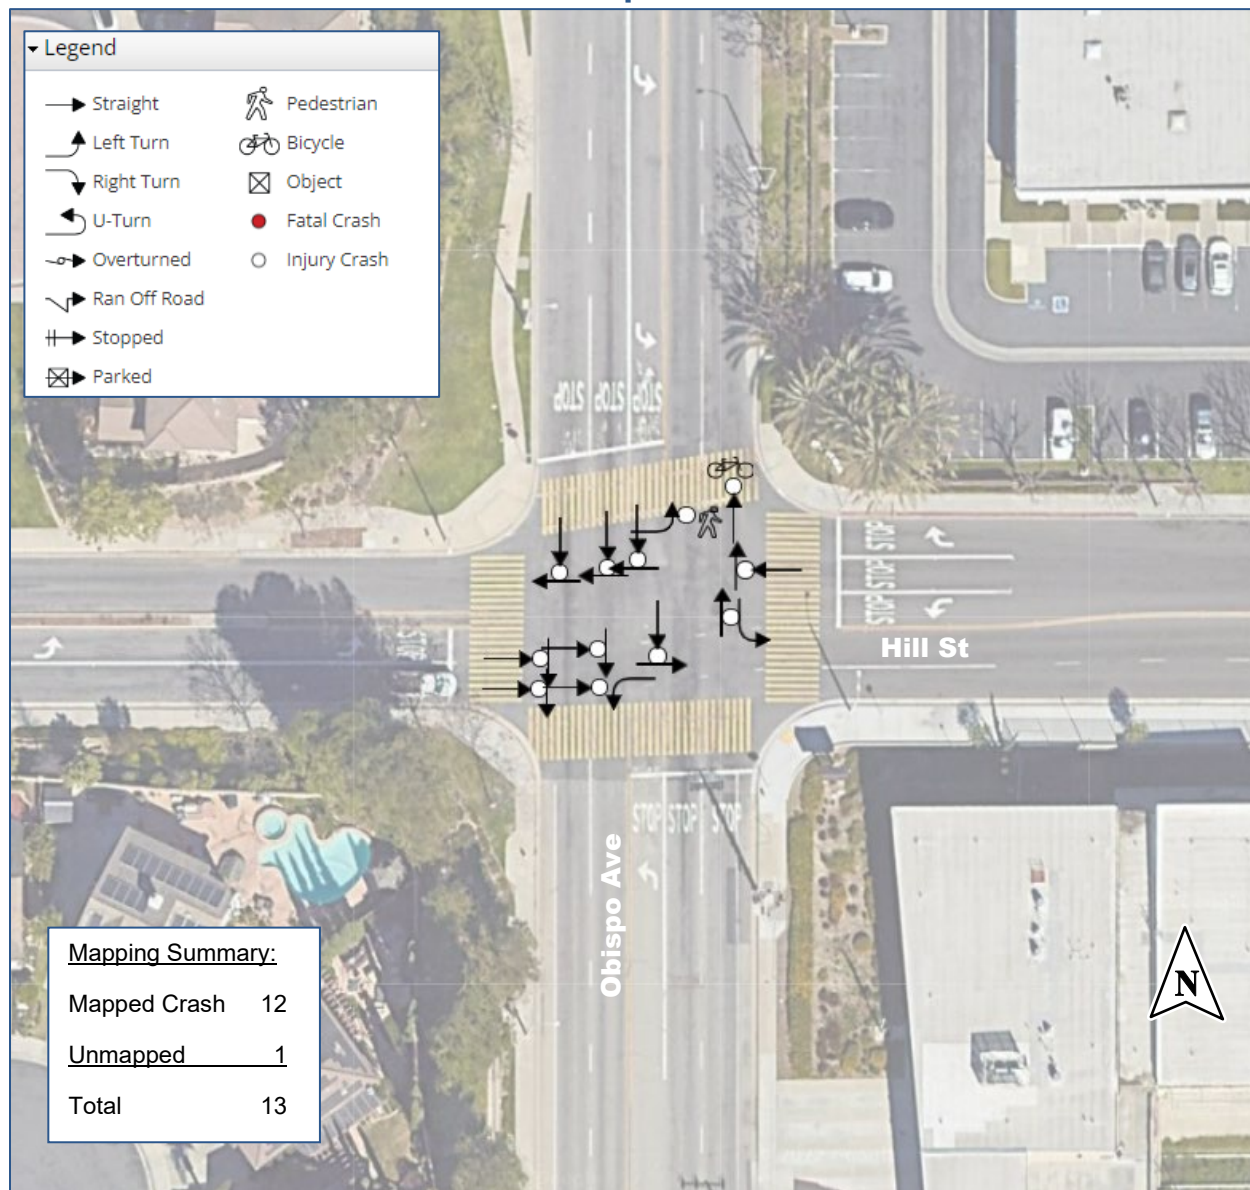 Legend
Straight
Pedestrian
Left Turn
Bicycle
Right Turn
Object
U-Turn
Fatal Crash
Overturned
Injury Crash
Ran Off Road
Stopped
Parked
STOP STOP STOP
STOP STOP STOP
STOP
Hill St
STOP STOP STOP
Obispo Ave
Mapping Summary:
Mapped Crash 12
Unmapped 1
Total 13
N